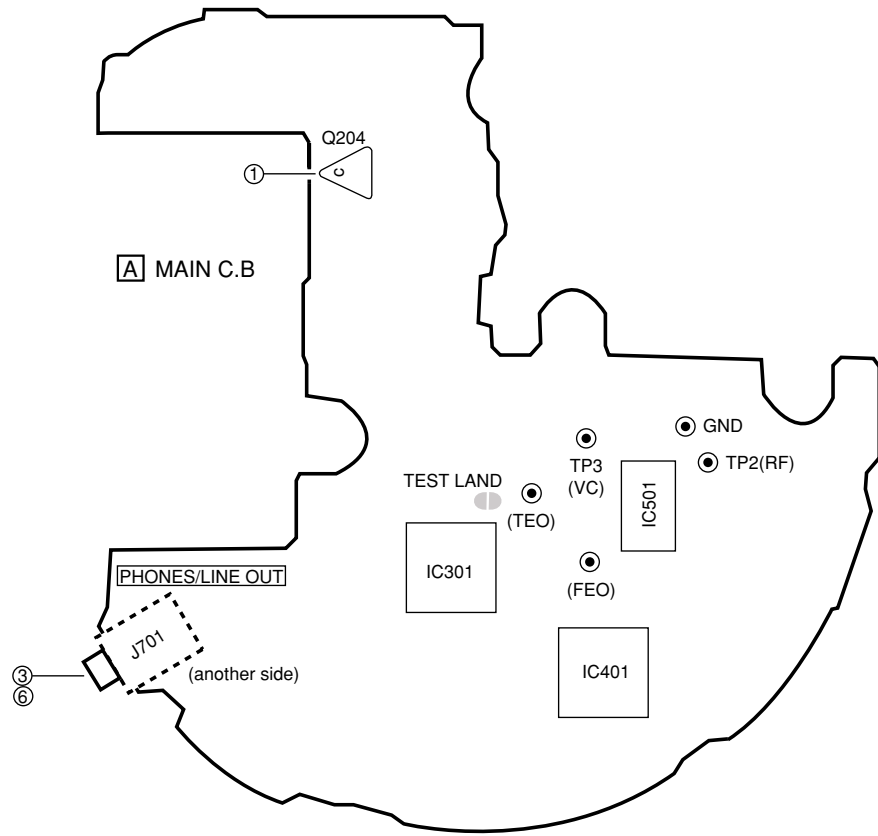 Q204
① C
A MAIN C.B
GND
TP3
(VC)
TP2(RF)
TEST LAND
(TEO)
IC501
IC301
(FEO)
PHONES/LINE OUT
J701
(another side)
IC401
③
⑥